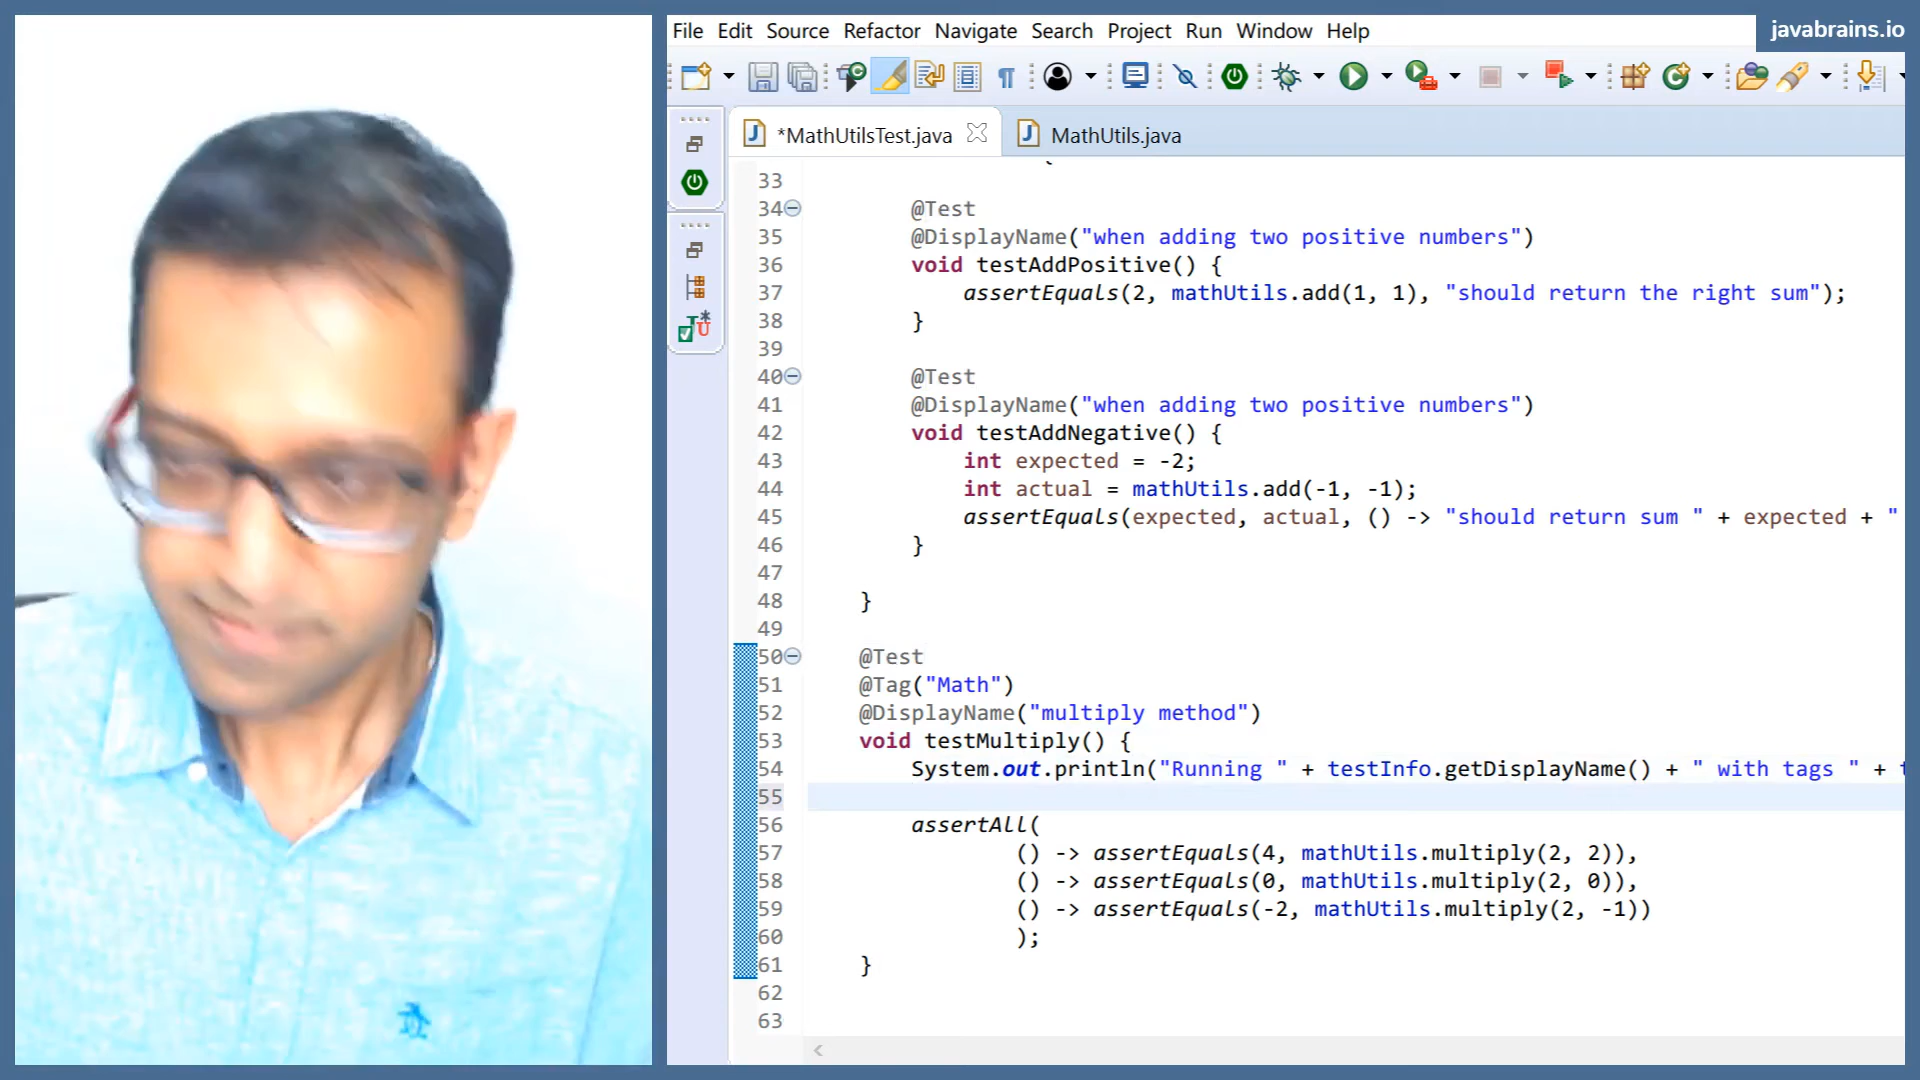 File Edit Source Refactor Navigate Search Project Run Window Help
javabrains.io
*MathUtilsTest.java
MathUtils.java
33
34 @Test
35 @DisplayName("when adding two positive numbers")
36 void testAddPositive() {
37 assertEquals(2, mathUtils.add(1, 1), "should return the right sum");
38 }
39
40 @Test
41 @DisplayName("when adding two positive numbers")
42 void testAddNegative() {
43 int expected = -2;
44 int actual = mathUtils.add(-1, -1);
45 assertEquals(expected, actual, () -> "should return sum " + expected + "
46 }
47
48 }
49
50 @Test
51 @Tag("Math")
52 @DisplayName("multiply method")
53 void testMultiply() {
54 System.out.println("Running " + testInfo.getDisplayName() + " with tags " +
55
56 assertAll(
57 () -> assertEquals(4, mathUtils.multiply(2, 2)),
58 () -> assertEquals(0, mathUtils.multiply(2, 0)),
59 () -> assertEquals(-2, mathUtils.multiply(2, -1))
60 );
61 }
62
63